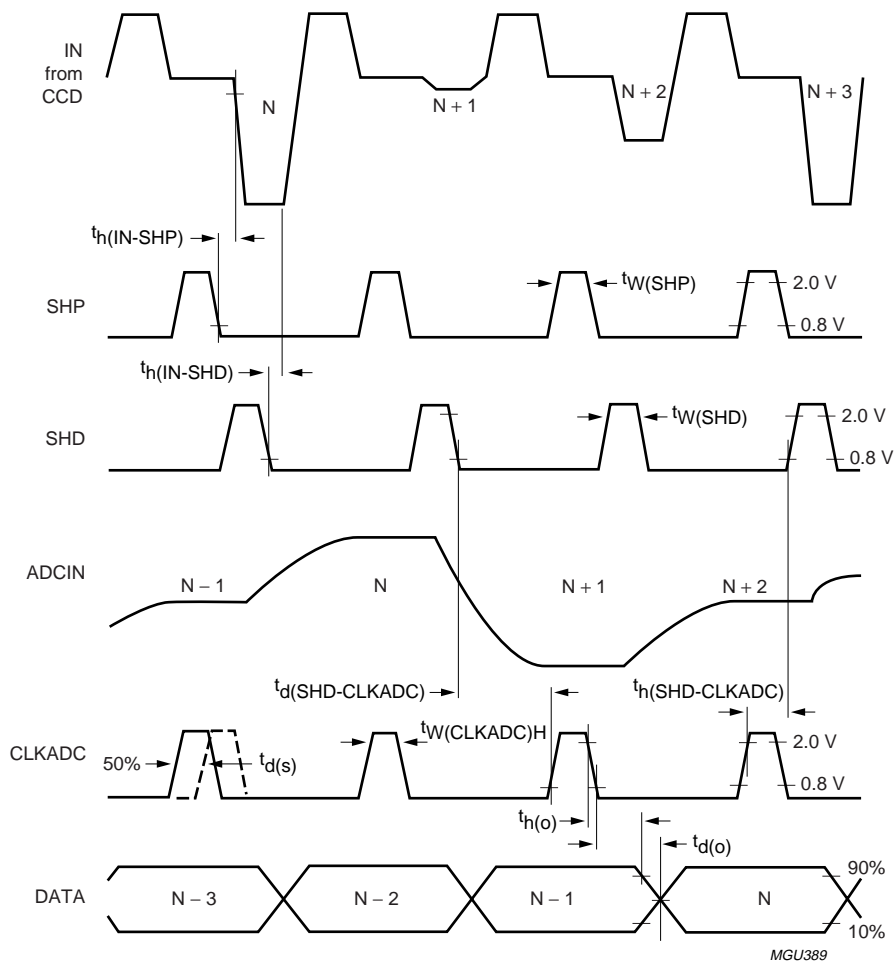 IN
from
CCD
N
N + 1
N + 2
N + 3
th(IN-SHP)
SHP
tW(SHP)
2.0 V
0.8 V
th(IN-SHD)
SHD
tW(SHD)
2.0 V
0.8 V
ADCIN
N − 1
N
N + 1
N + 2
td(SHD-CLKADC)
th(SHD-CLKADC)
CLKADC
50%
td(s)
tW(CLKADC)H
2.0 V
0.8 V
th(o)
td(o)
DATA
N − 3
N − 2
N − 1
N
90%
10%
MGU389